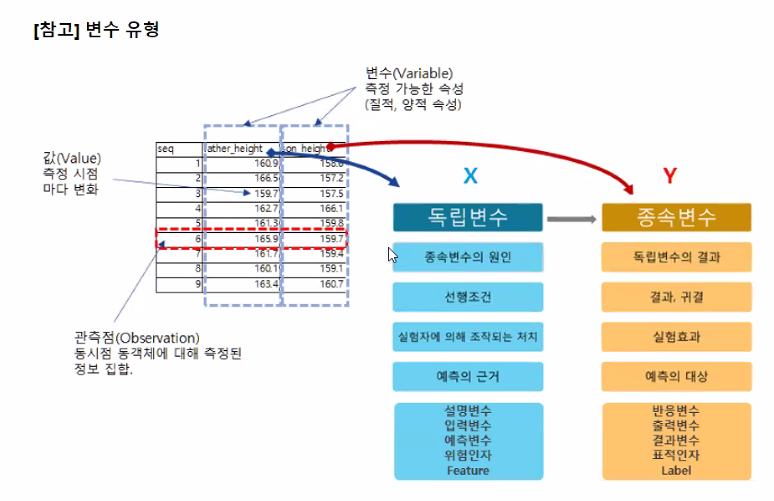 [참고] 변수 유형
변수(Variable)
측정 가능한 속성
(질적, 양적 속성)
값(Value)
측정 시점
마다 변화
seq ather_height on_height
1 160.9 158.6
2 166.5 157.2
3 159.7 157.5
4 162.7 166.1
5 161.3 159.8
6 165.9 159.7
7 161.7 159.4
8 160.1 159.1
9 163.4 160.7
관측점(Observation)
동시점 동객체에 대해 측정된
정보 집합.
X Y
독립변수 종속변수
종속변수의 원인 독립변수의 결과
선행조건 결과, 귀결
실험자에 의해 조작되는 처치 실험효과
예측의 근거 예측의 대상
설명변수 반응변수
입력변수 출력변수
예측변수 결과변수
위험인자 표적인자
Feature Label